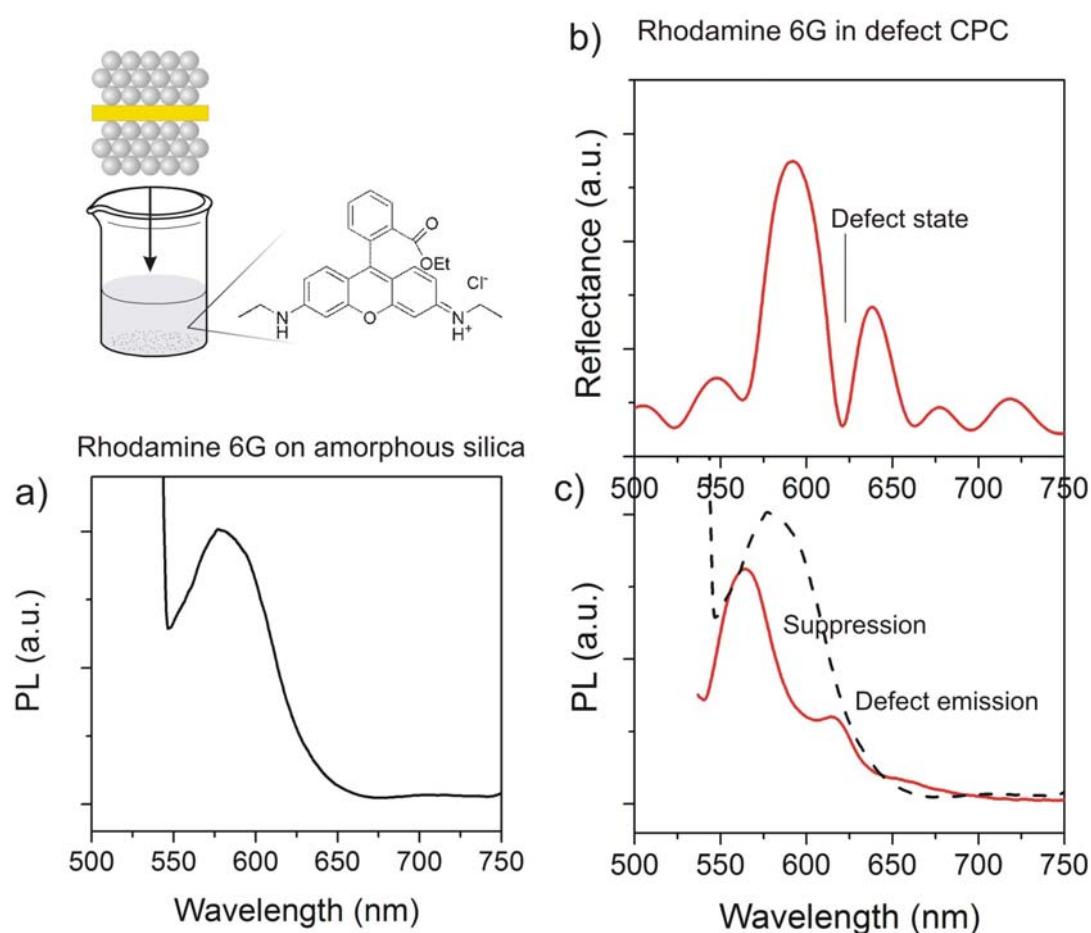 b) Rhodamine 6G in defect CPC
Reflectance (a.u.)
Defect state
500 550 600 650 700 750
O
OEt
Cl⁻
N
H
O
N
H⁺
Rhodamine 6G on amorphous silica
a)
PL (a.u.)
500 550 600 650 700 750
Wavelength (nm)
c)
PL (a.u.)
Suppression
Defect emission
500 550 600 650 700 750
Wavelength (nm)